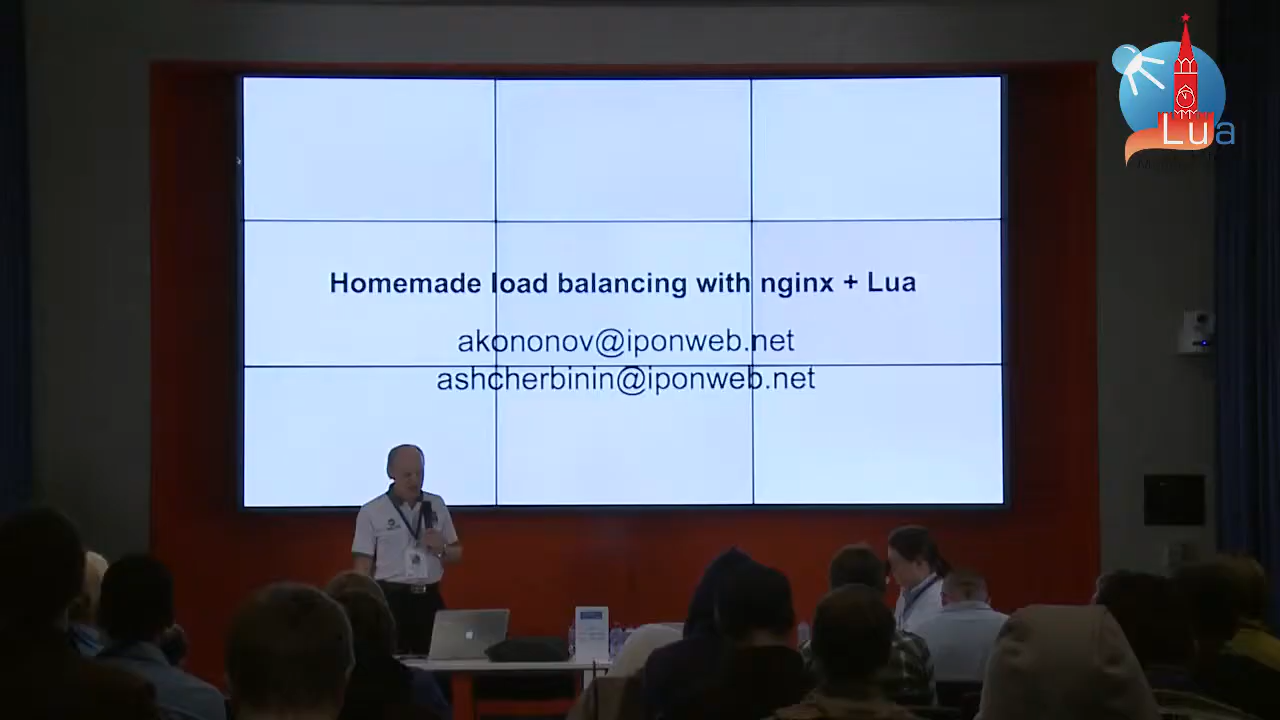 Homemade load balancing with nginx + Lua
akononov@iponweb.net
ashcherbinin@iponweb.net
Lua